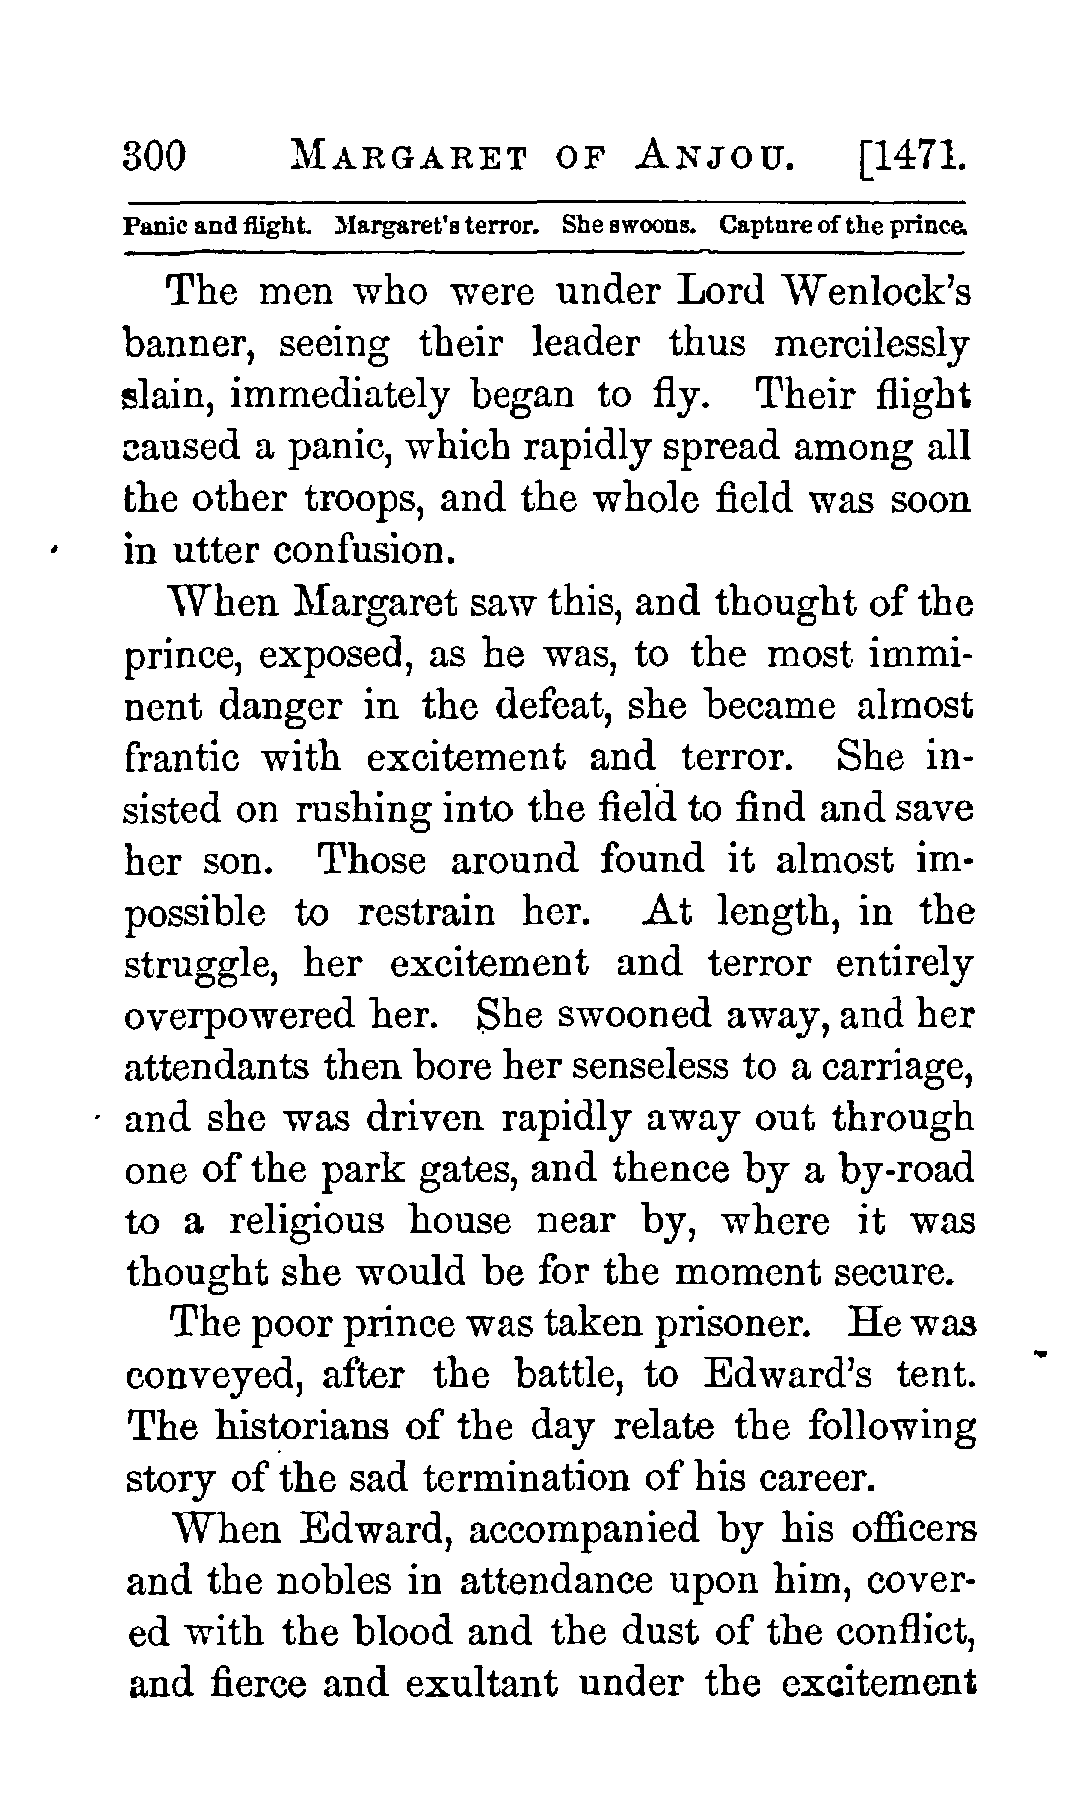 300 MARGARET OF ANJOU. [1471.
Panic and flight. Margaret's terror. She swoons. Capture of the prince.
The men who were under Lord Wenlock's
banner, seeing their leader thus mercilessly
slain, immediately began to fly. Their flight
caused a panic, which rapidly spread among all
the other troops, and the whole field was soon
in utter confusion.
When Margaret saw this, and thought of the
prince, exposed, as he was, to the most immi-
nent danger in the defeat, she became almost
frantic with excitement and terror. She in-
sisted on rushing into the field to find and save
her son. Those around found it almost im-
possible to restrain her. At length, in the
struggle, her excitement and terror entirely
overpowered her. She swooned away, and her
attendants then bore her senseless to a carriage,
and she was driven rapidly away out through
one of the park gates, and thence by a by-road
to a religious house near by, where it was
thought she would be for the moment secure.
The poor prince was taken prisoner. He was
conveyed, after the battle, to Edward's tent.
The historians of the day relate the following
story of the sad termination of his career.
When Edward, accompanied by his officers
and the nobles in attendance upon him, cover-
ed with the blood and the dust of the conflict,
and fierce and exultant under the excitement